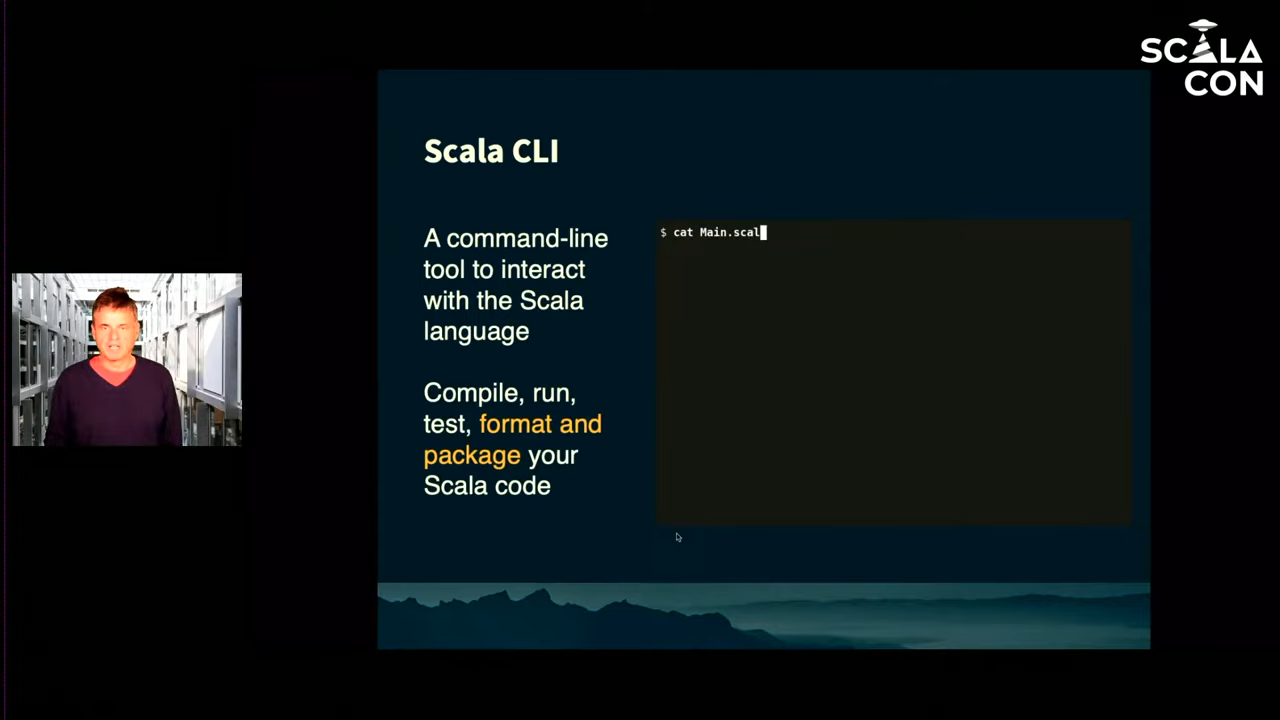 SCALA
CON
Scala CLI
A command-line
tool to interact
with the Scala
language
Compile, run,
test, format and
package your
Scala code
$ cat Main.scal